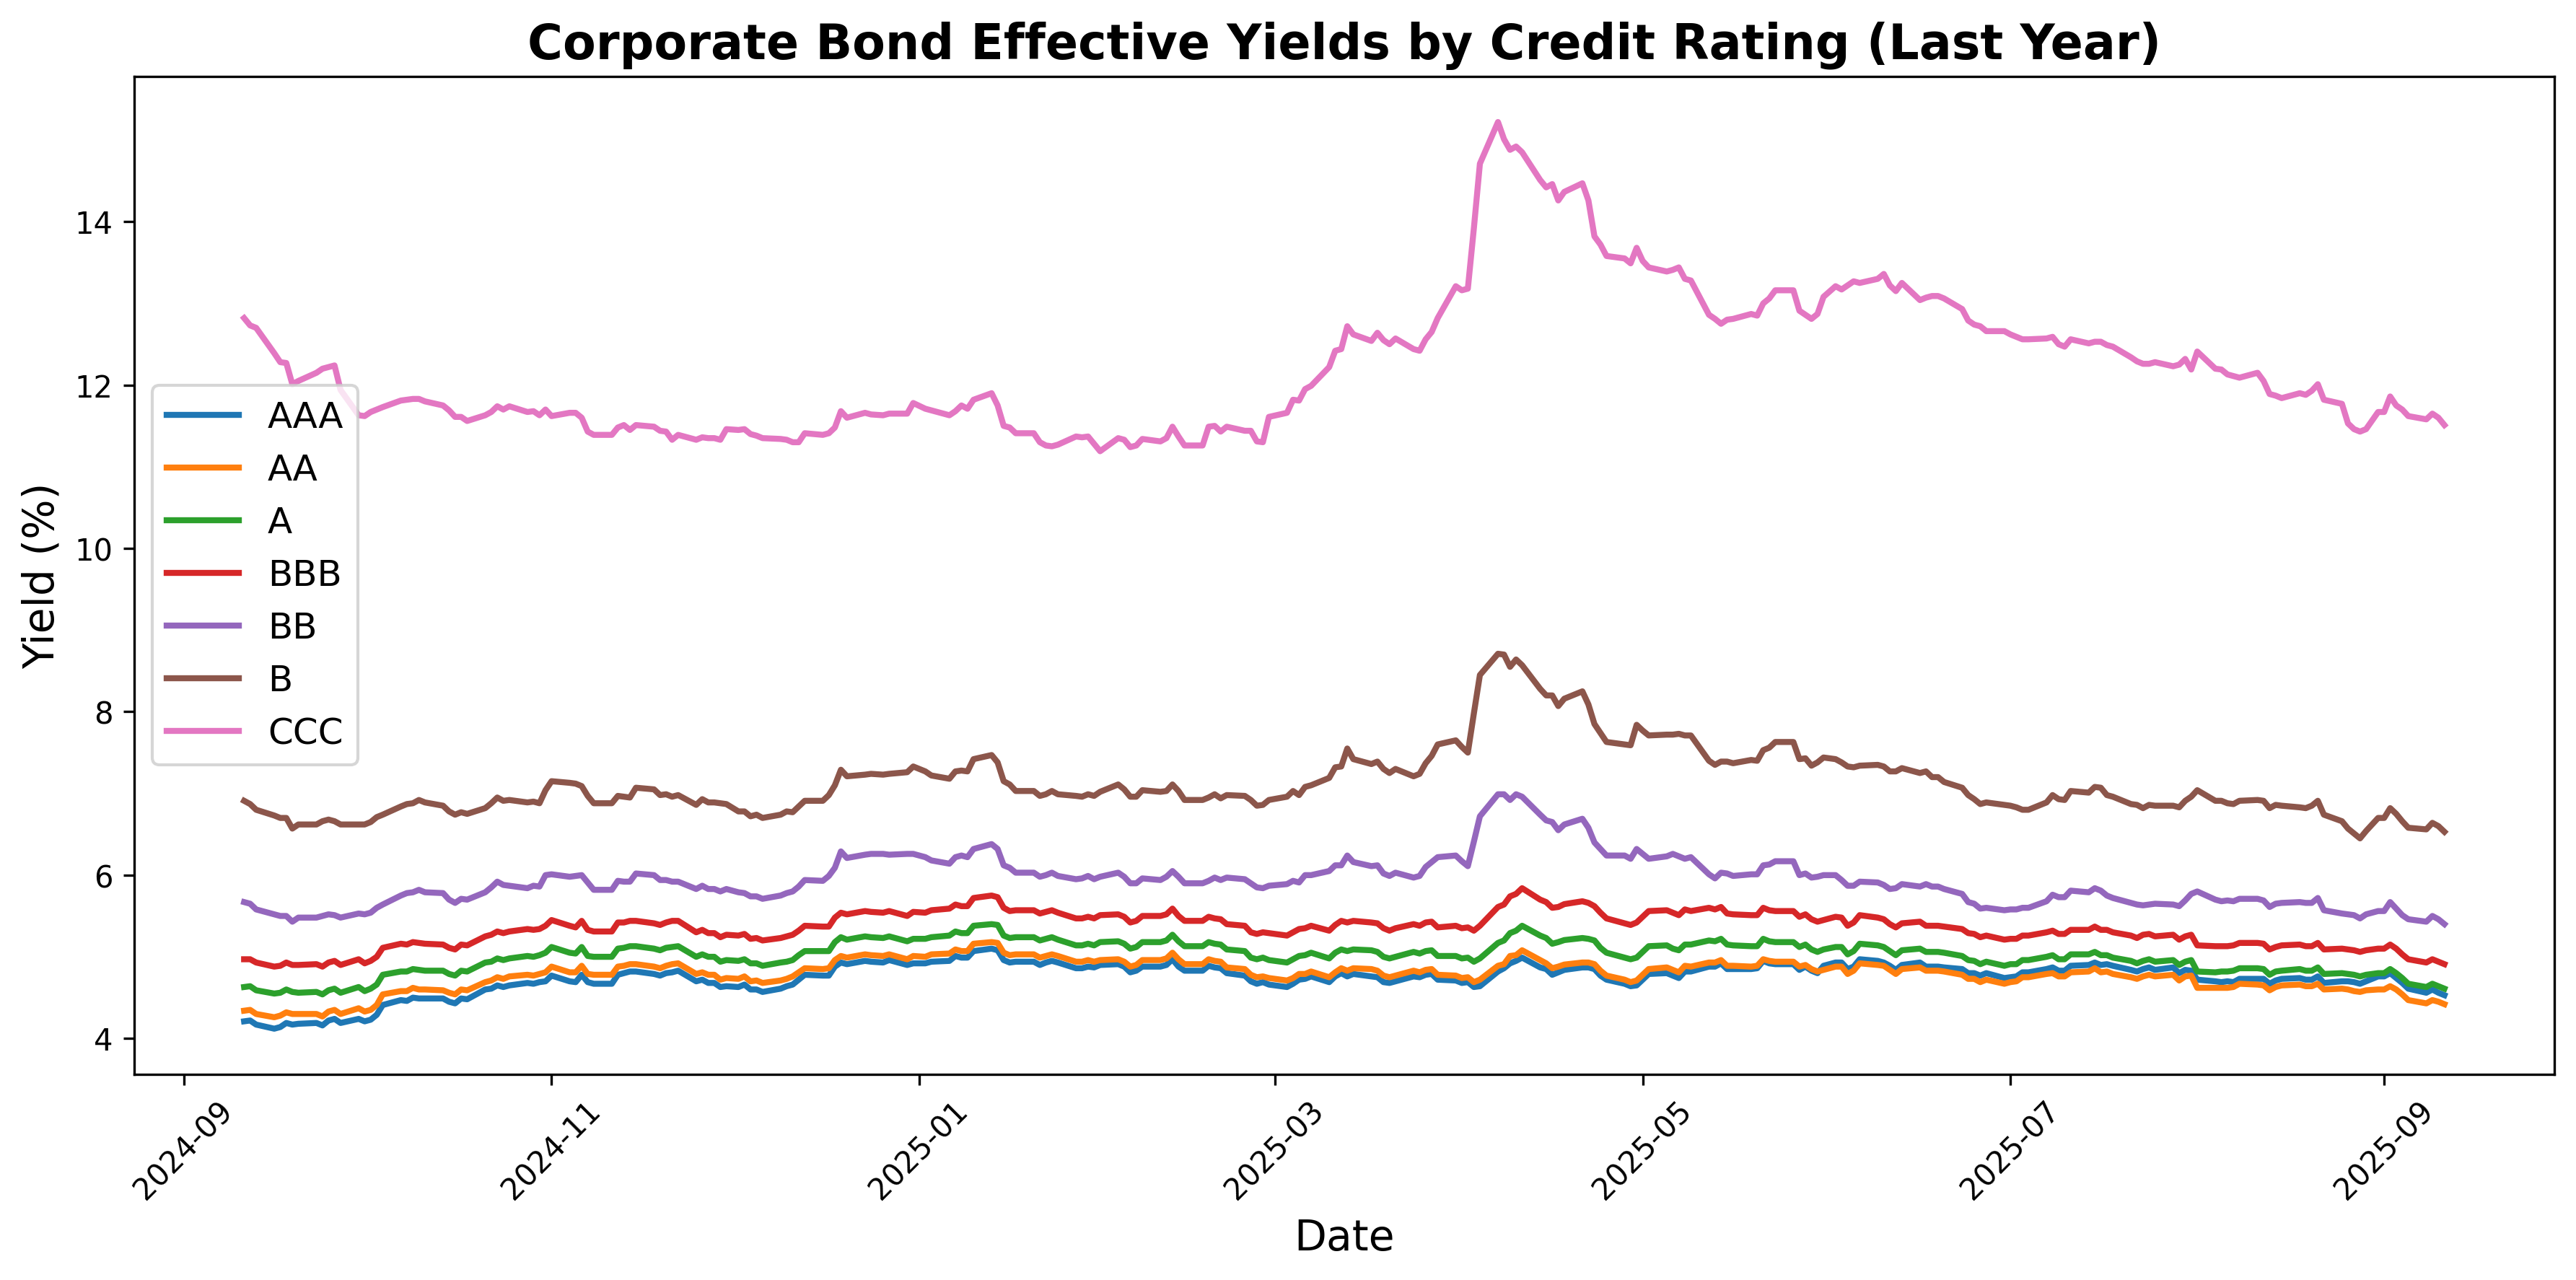 Corporate Bond Effective Yields by Credit Rating (Last Year)
Yield (%)
14
12
10
8
6
4
AAA
AA
A
BBB
BB
B
CCC
2024-09
2024-11
2025-01
2025-03
2025-05
2025-07
2025-09
Date